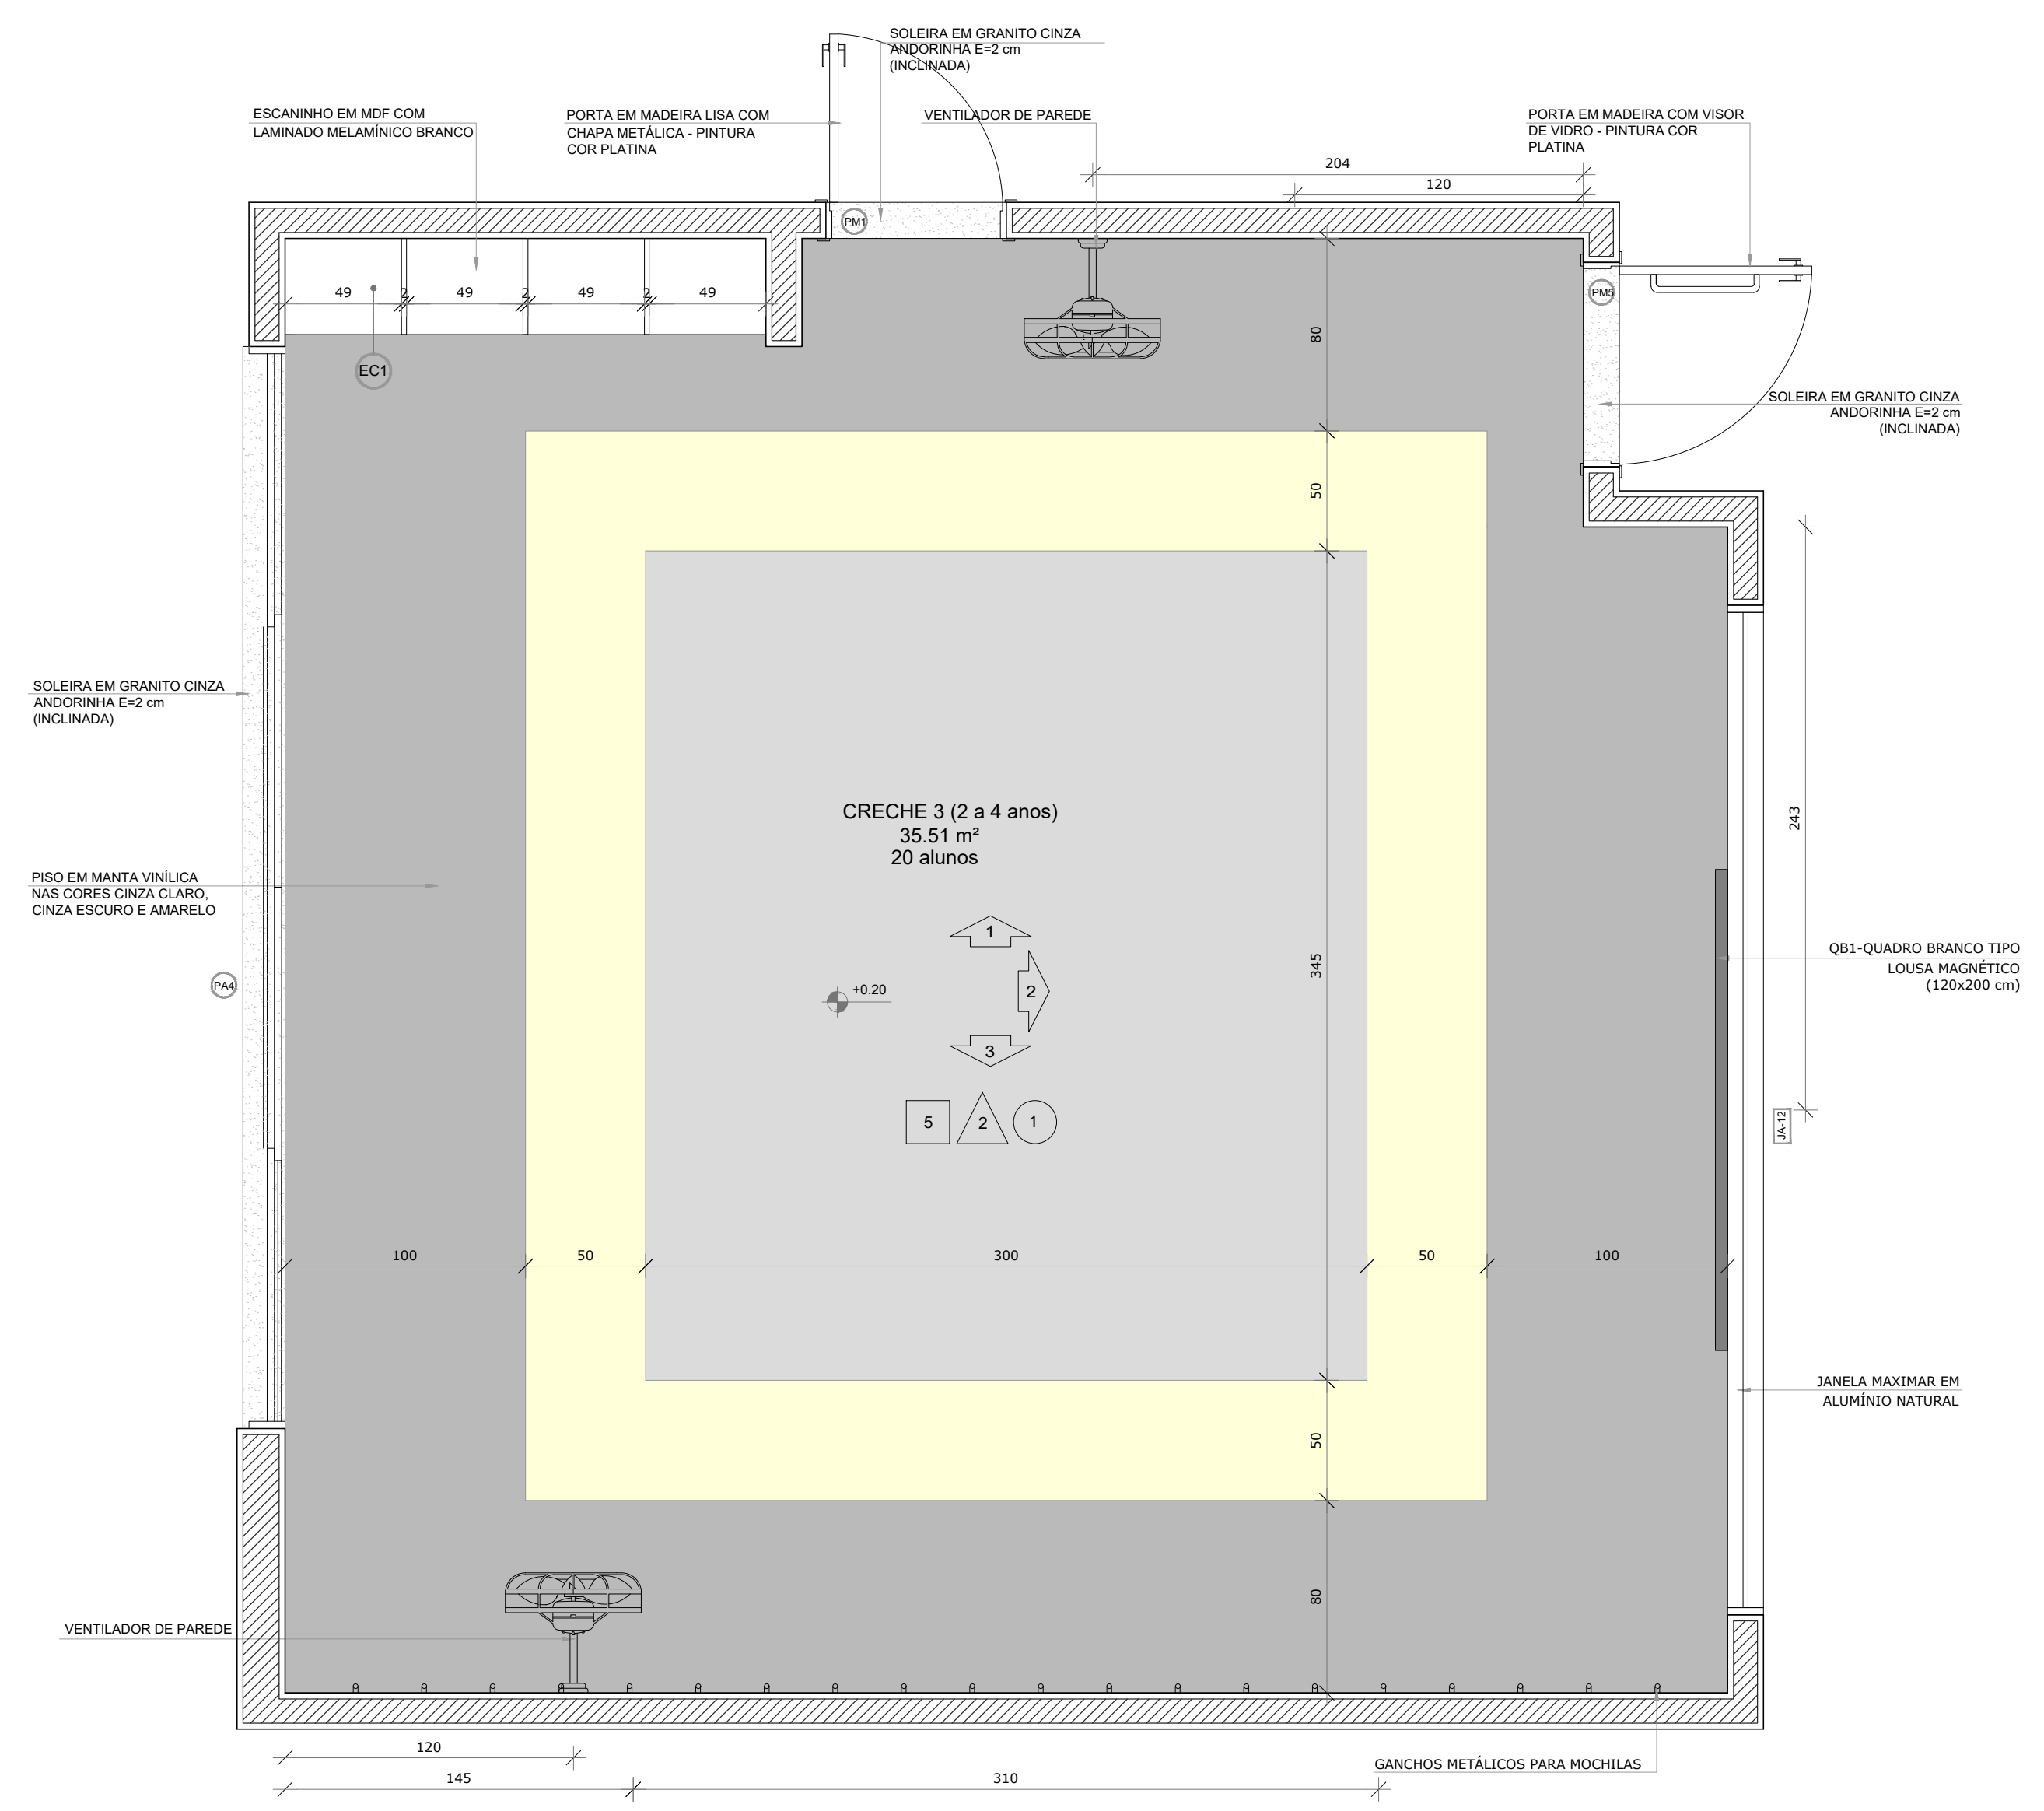 SOLEIRA EM GRANITO CINZA
ANDORINHA E=2 cm
(INCLINADA)
ESCANINHO EM MDF COM
LAMINADO MELAMÍNICO BRANCO
PORTA EM MADEIRA LISA COM
CHAPA METÁLICA - PINTURA
COR PLATINA
VENTILADOR DE PAREDE
PORTA EM MADEIRA COM VISOR
DE VIDRO - PINTURA COR
PLATINA
204
120
PM1
PM5
49
2
49
2
49
2
49
80
EC1
SOLEIRA EM GRANITO CINZA
ANDORINHA E=2 cm
(INCLINADA)
50
SOLEIRA EM GRANITO CINZA
ANDORINHA E=2 cm
(INCLINADA)
CRECHE 3 (2 a 4 anos)
35.51 m²
20 alunos
243
PISO EM MANTA VINÍLICA
NAS CORES CINZA CLARO,
CINZA ESCURO E AMARELO
1
QB1-QUADRO BRANCO TIPO
LOUSA MAGNÉTICO
(120x200 cm)
345
PA4
+0.20
2
3
5
2
1
JA-12
100
50
300
50
100
JANELA MAXIMAR EM
ALUMÍNIO NATURAL
50
80
VENTILADOR DE PAREDE
120
GANCHOS METÁLICOS PARA MOCHILAS
145
310